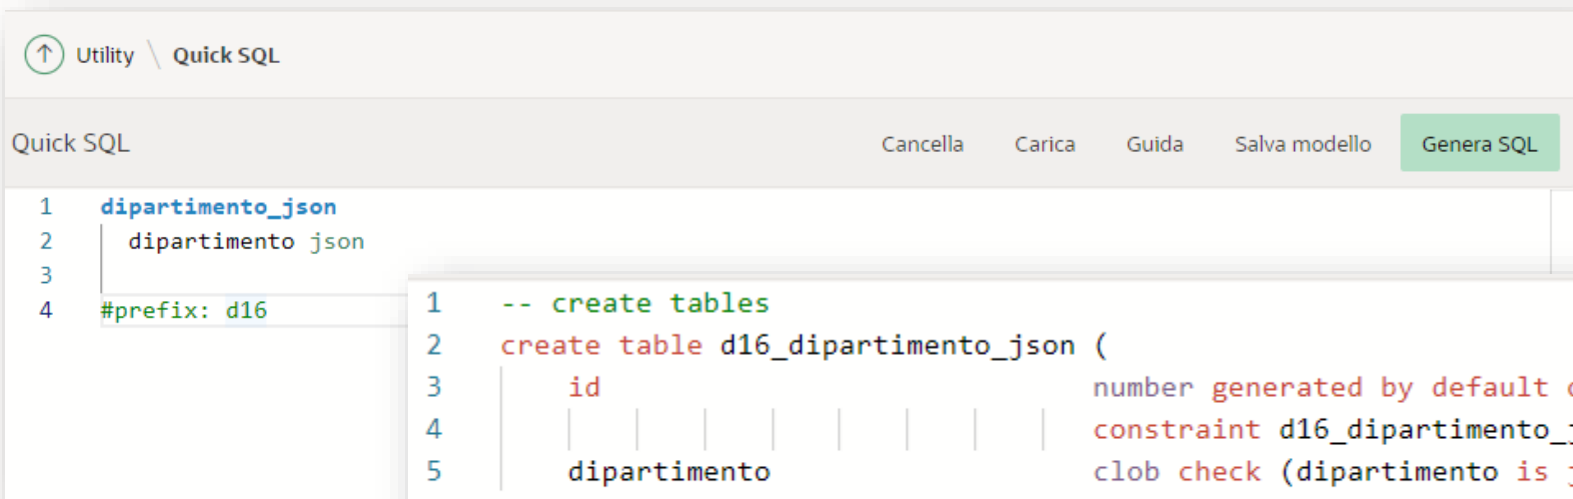 Utility \ Quick SQL
Quick SQL Cancella Carica Guida Salva modello Genera SQL
1 dipartimento_json
2 dipartimento json
3
4 #prefix: d16
1 -- create tables
2 create table d16_dipartimento_json (
3 id number generated by default
4 constraint d16_dipartimento_
5 dipartimento clob check (dipartimento is